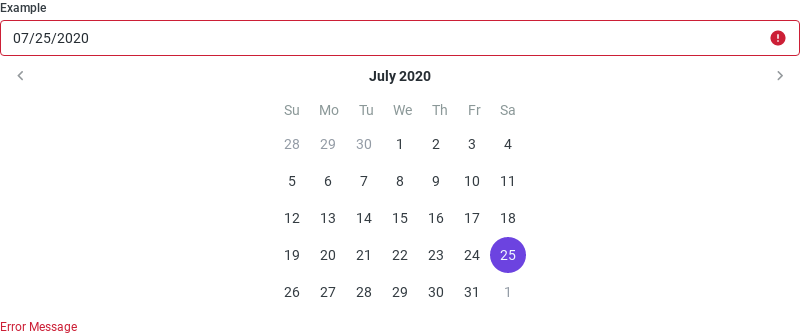 Example
07/25/2020
July 2020
Su Mo Tu We Th Fr Sa
28 29 30 1 2 3 4
5 6 7 8 9 10 11
12 13 14 15 16 17 18
19 20 21 22 23 24 25
26 27 28 29 30 31 1
Error Message